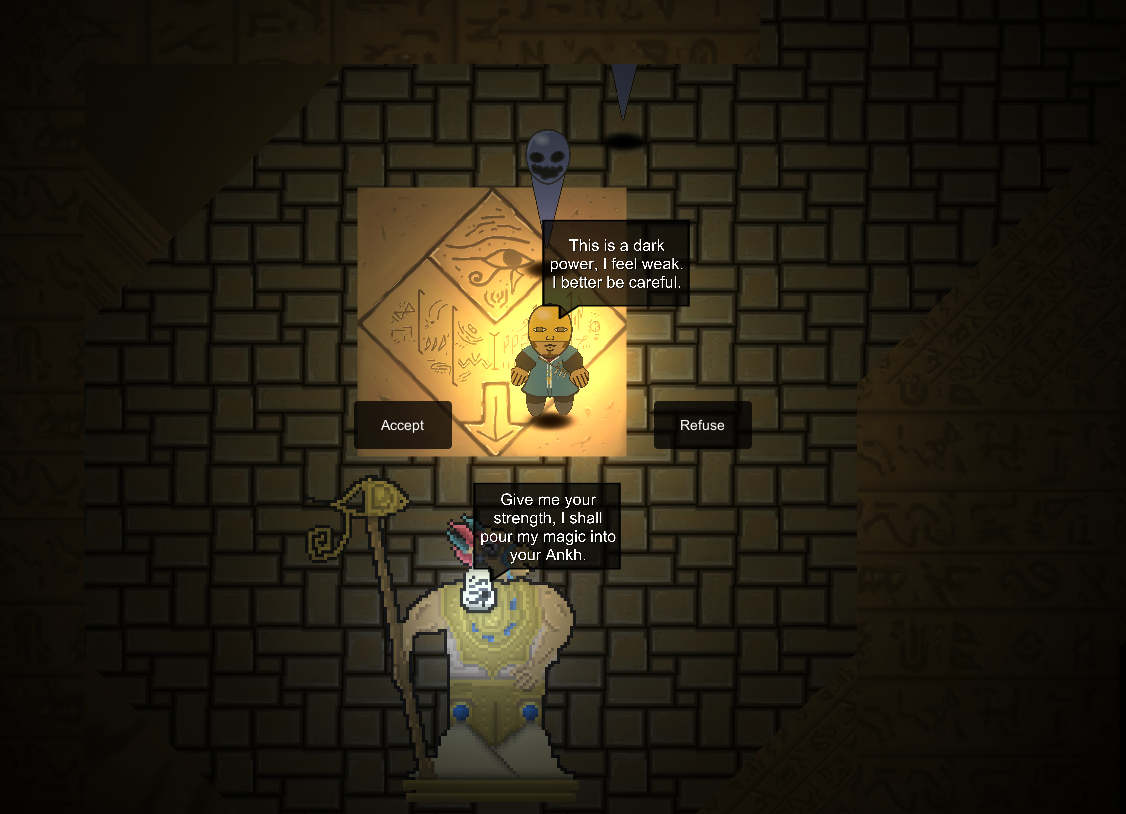 This is a dark
power, I feel weak.
I better be careful.
Accept
Refuse
Give me your
strength, I shall
pour my magic into
your Ankh.